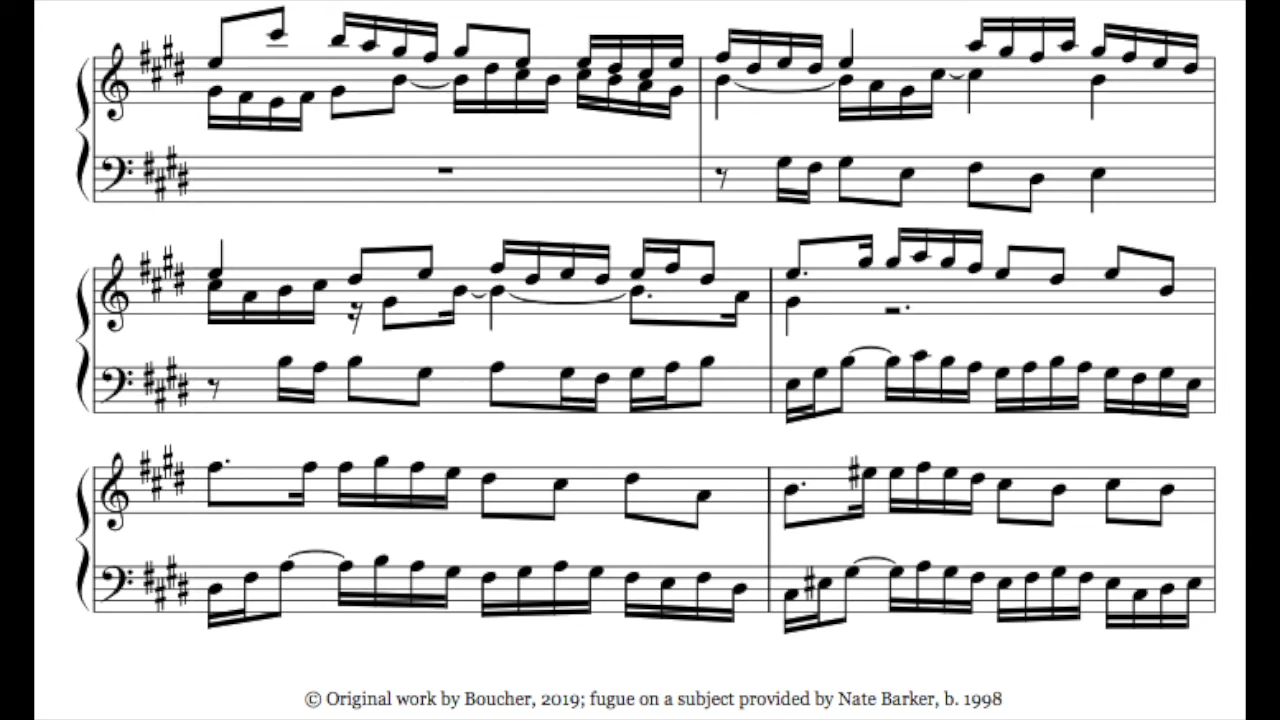 © Original work by Boucher, 2019; fugue on a subject provided by Nate Barker, b. 1998